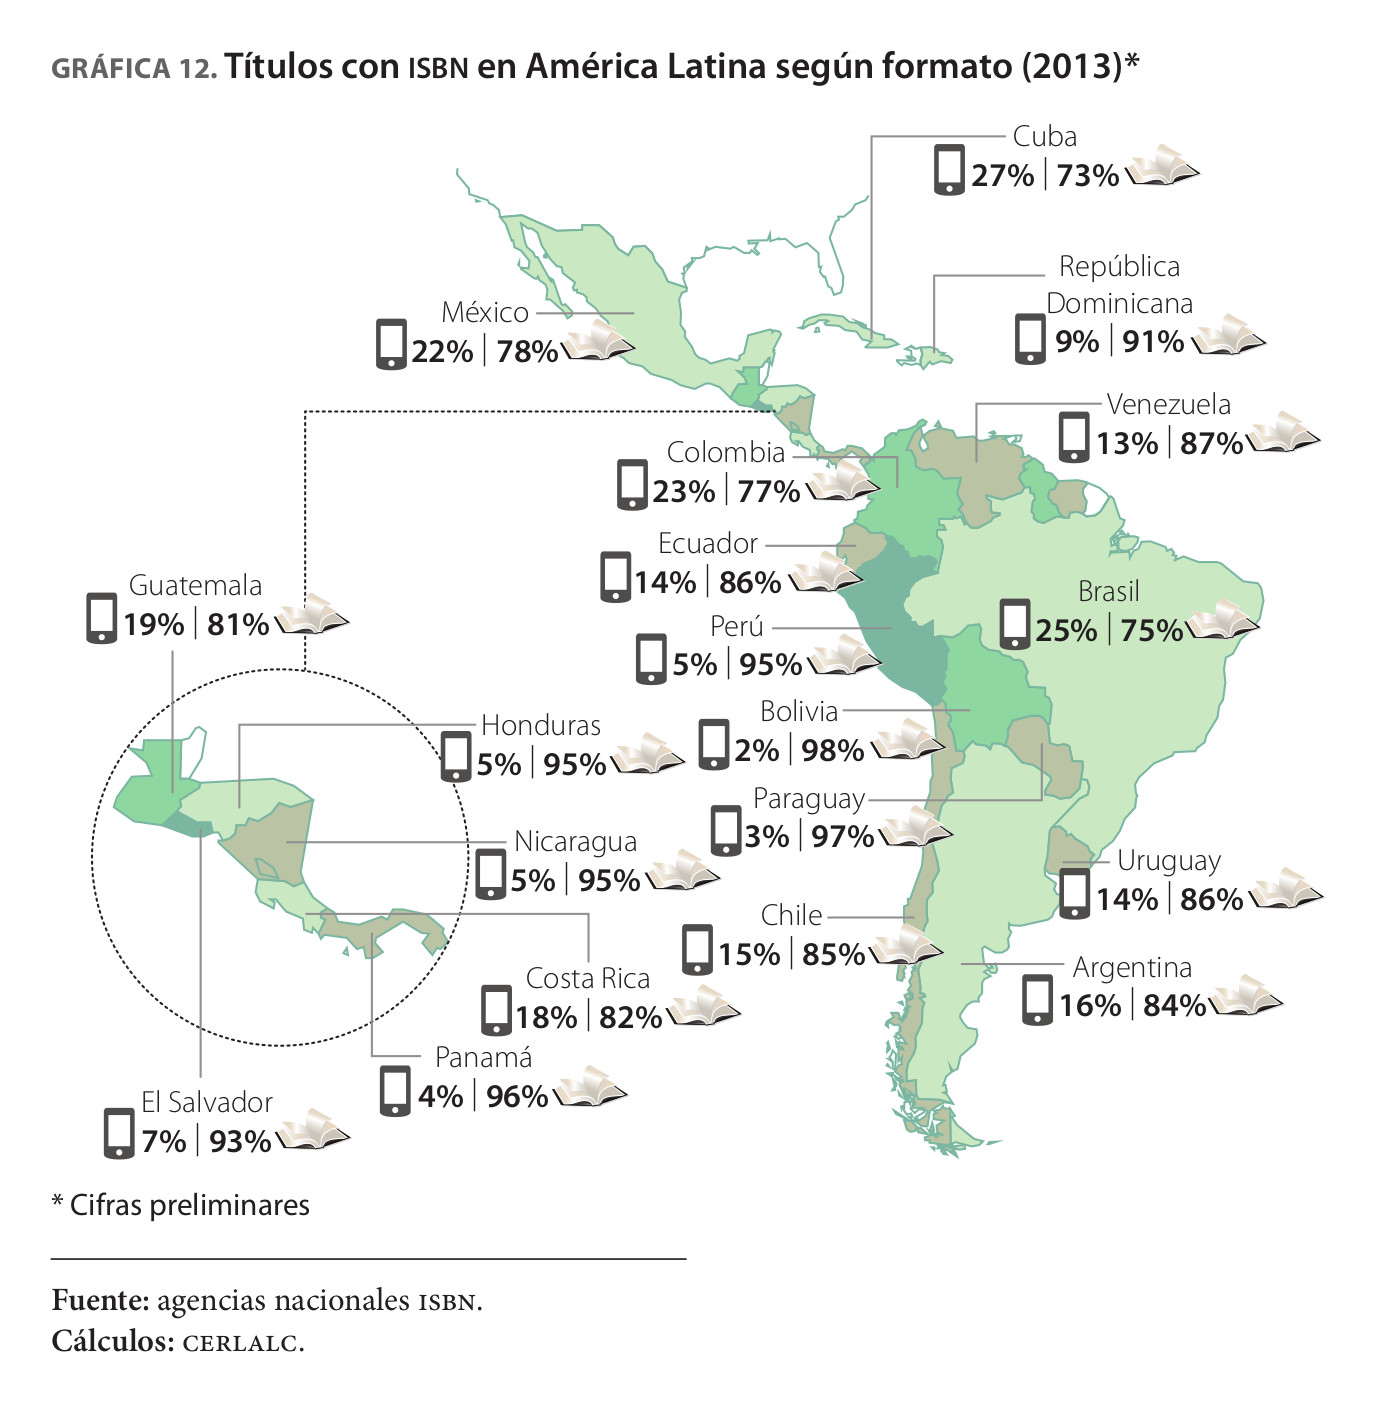 GRÁFICA 12. Títulos con ISBN en América Latina según formato (2013)*
Cuba
27% | 73%
República
Dominicana
9% | 91%
México
22% | 78%
Venezuela
13% | 87%
Colombia
23% | 77%
Ecuador
14% | 86%
Guatemala
19% | 81%
Brasil
25% | 75%
Perú
5% | 95%
Honduras
5% | 95%
Bolivia
2% | 98%
Paraguay
3% | 97%
Nicaragua
5% | 95%
Uruguay
14% | 86%
Chile
15% | 85%
Argentina
16% | 84%
Costa Rica
18% | 82%
Panamá
4% | 96%
El Salvador
7% | 93%
* Cifras preliminares
Fuente: agencias nacionales ISBN.
Cálculos: CERLALC.